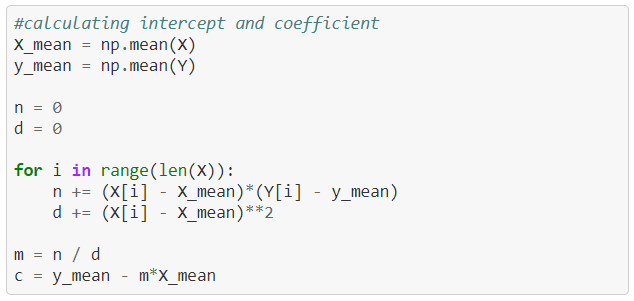 #calculating intercept and coefficient
X_mean = np.mean(X)
y_mean = np.mean(Y)
n = 0
d = 0
for i in range(len(X)):
    n += (X[i] - X_mean)*(Y[i] - y_mean)
    d += (X[i] - X_mean)**2
m = n / d
c = y_mean - m*X_mean